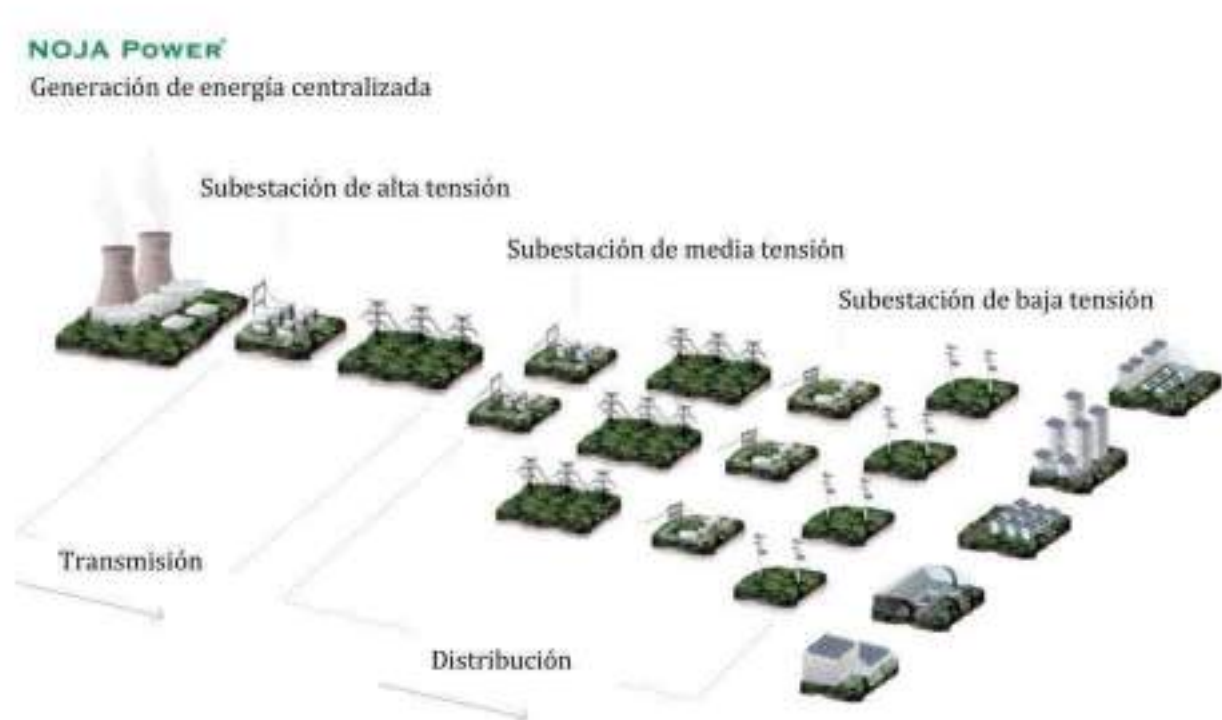 NOJA POWER®
Generación de energía centralizada
Subestación de alta tensión
Subestación de media tensión
Subestación de baja tensión
Transmisión
Distribución